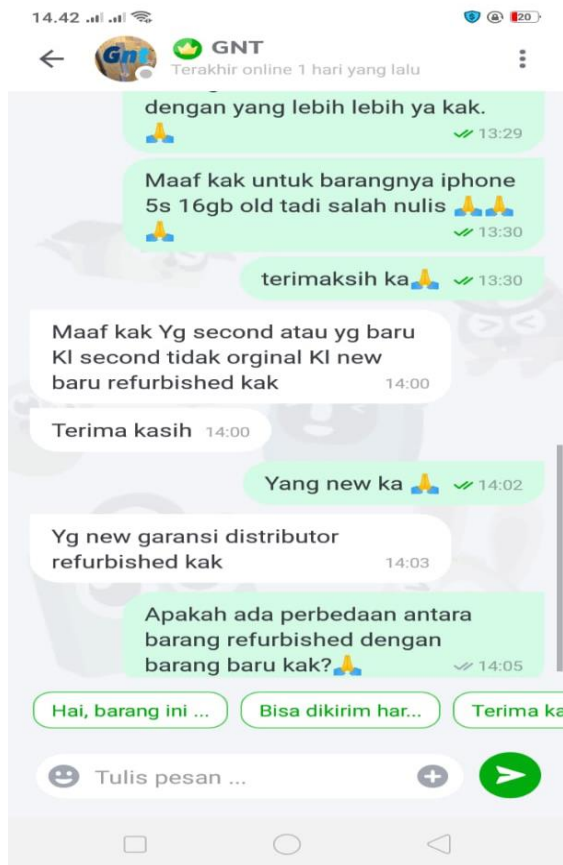 14.42
20
Gnt
GNT
Terakhir online 1 hari yang lalu
dengan yang lebih lebih ya kak.
🙏 13:29
Maaf kak untuk barangnya iphone
5s 16gb old tadi salah nulis 🙏🙏
🙏 13:30
terimaksih ka🙏 13:30
Maaf kak Yg second atau yg baru
Kl second tidak orginal Kl new
baru refurbished kak 14:00
Terima kasih 14:00
Yang new ka 🙏 14:02
Yg new garansi distributor
refurbished kak 14:03
Apakah ada perbedaan antara
barang refurbished dengan
barang baru kak?🙏 14:05
Hai, barang ini ... Bisa dikirim har... Terima ka
Tulis pesan ...